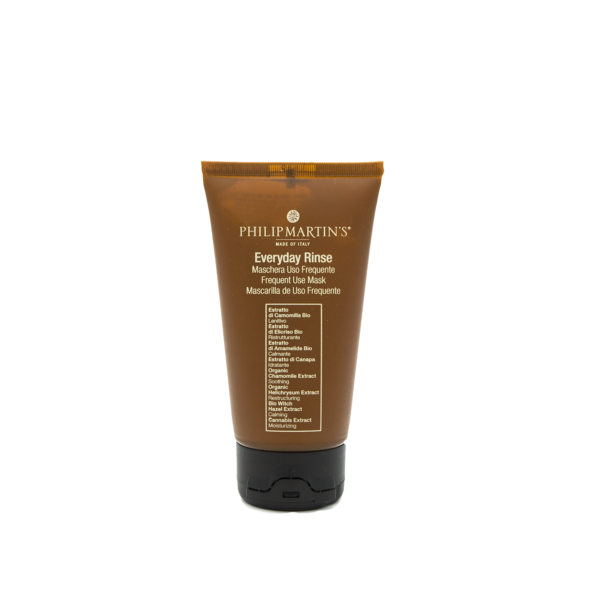 PHILIP MARTIN'S®
MADE OF ITALY
Everyday Rinse
Maschera Uso Frequente
Frequent Use Mask
Mascarilla de Uso Frequente
Estratto
di Camomille Bio
Lenitivo
Estratto
di Elicriso Bio
Ristrutturante
Estratto
di Amamelide Bio
Calmante
Estratto di Canapa
Idratante
Organic
Chamomile Extract
Soothing
Organic
Helichrysum Extract
Restructuring
Bio Witch
Hazel Extract
Calming
Cannabis Extract
Moisturizing